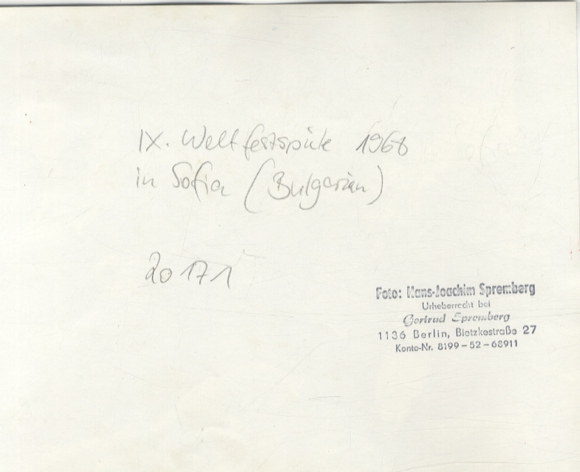 IX. Weltfestspiele 1968
in Sofia (Bulgarien)
20171
Foto: Hans-Joachim Spremberg
Urheberrecht bei
Gertrud Spremberg
1136 Berlin, Blatzkestraße 27
Konto-Nr. 8199-52-68911